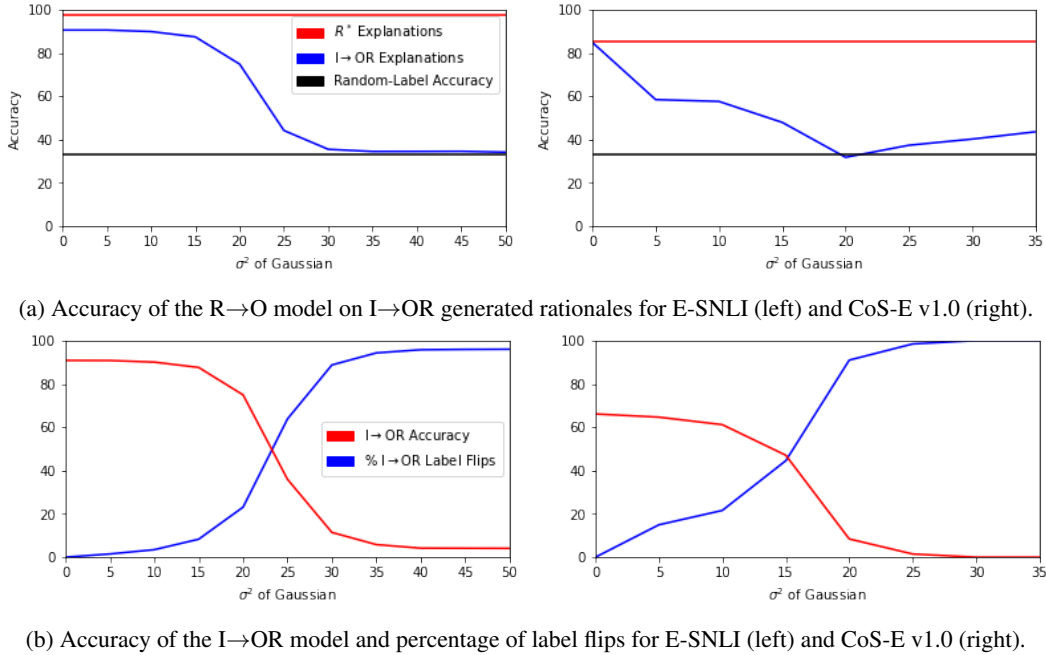 100
80
60
40
20
0
Accuracy
R* Explanations
I→OR Explanations
Random-Label Accuracy
0 5 10 15 20 25 30 35 40 45 50
σ² of Gaussian
100
80
60
40
20
0
Accuracy
0 5 10 15 20 25 30 35
σ² of Gaussian
(a) Accuracy of the R→O model on I→OR generated rationales for E-SNLI (left) and CoS-E v1.0 (right).
100
80
60
40
20
0
I→OR Accuracy
% I→OR Label Flips
0 5 10 15 20 25 30 35 40 45 50
σ² of Gaussian
100
80
60
40
20
0
0 5 10 15 20 25 30 35
σ² of Gaussian
(b) Accuracy of the I→OR model and percentage of label flips for E-SNLI (left) and CoS-E v1.0 (right).